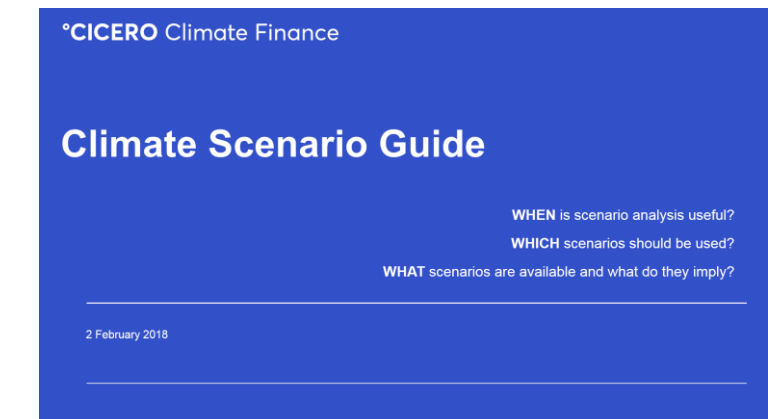 °CICERO Climate Finance
Climate Scenario Guide
WHEN is scenario analysis useful?
WHICH scenarios should be used?
WHAT scenarios are available and what do they imply?
2 February 2018